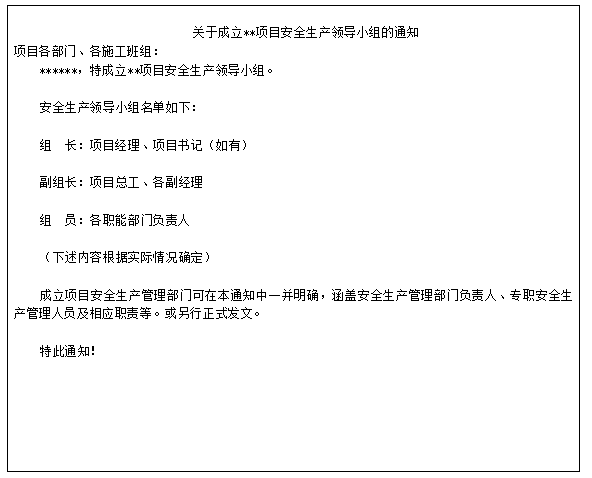 关于成立**项目安全生产领导小组的通知
项目各部门、各施工班组：
******，特成立**项目安全生产领导小组。
安全生产领导小组名单如下：
组　长：项目经理、项目书记（如有）
副组长：项目总工、各副经理
组　员：各职能部门负责人
（下述内容根据实际情况确定）
成立项目安全生产管理部门可在本通知中一并明确，涵盖安全生产管理部门负责人、专职安全生
产管理人员及相应职责等。或另行正式发文。
特此通知！